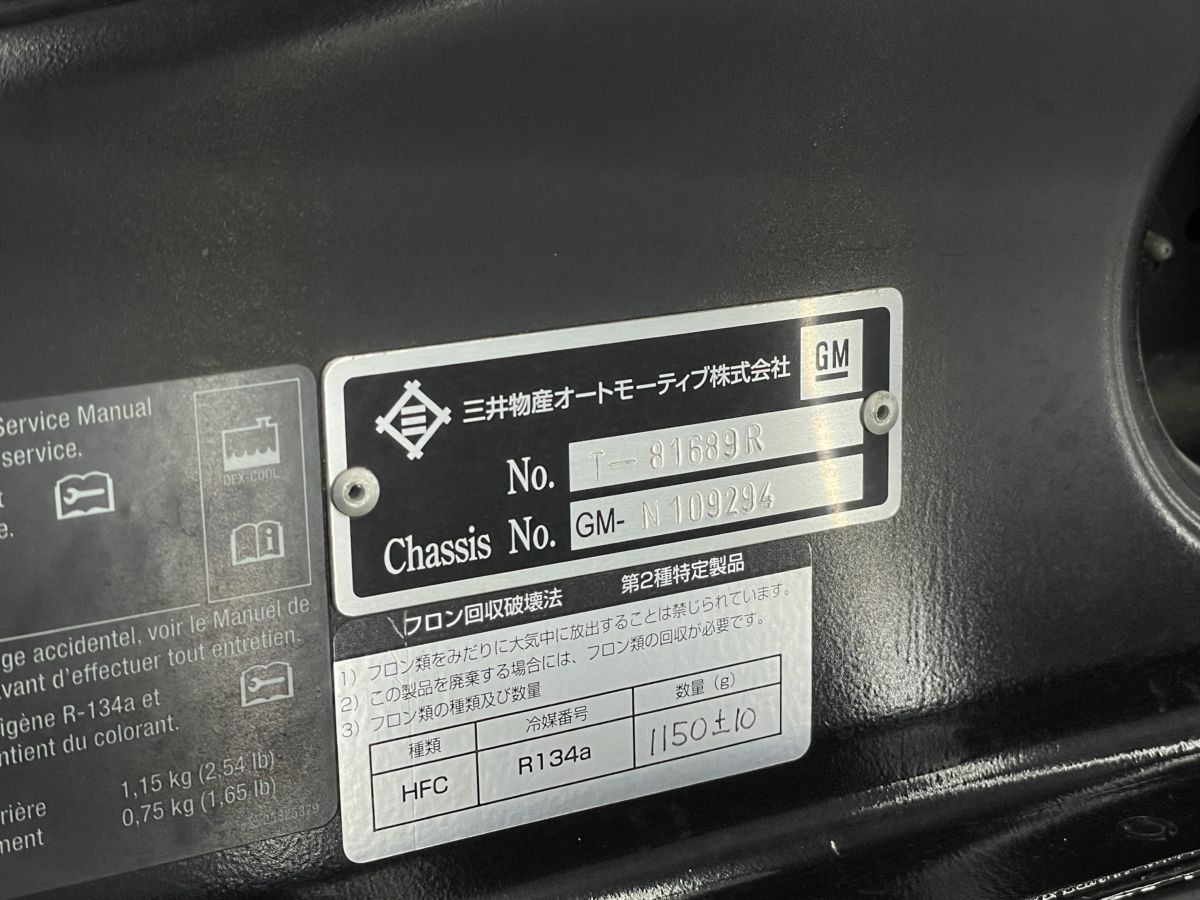 Service Manual
service.
DEX-COOL
ge accidentel, voir le Manuel de
avant d'effectuer tout entretien.
igène R-134a et
ntient du colorant.
1,15 kg (2,54 lb)
rière
0,75 kg (1,65 lb)
ment
三井物産オートモーティブ株式会社
GM
No. T-81689R
Chassis No. GM- N 109294
フロン回収破壊法 第2種特定製品
1) フロン類をみだりに大気中に放出することは禁じられています。
2) この製品を廃棄する場合には、フロン類の回収が必要です。
3) フロン類の種類及び数量
種類 冷媒番号 数量 (g)
HFC R134a 1150±10